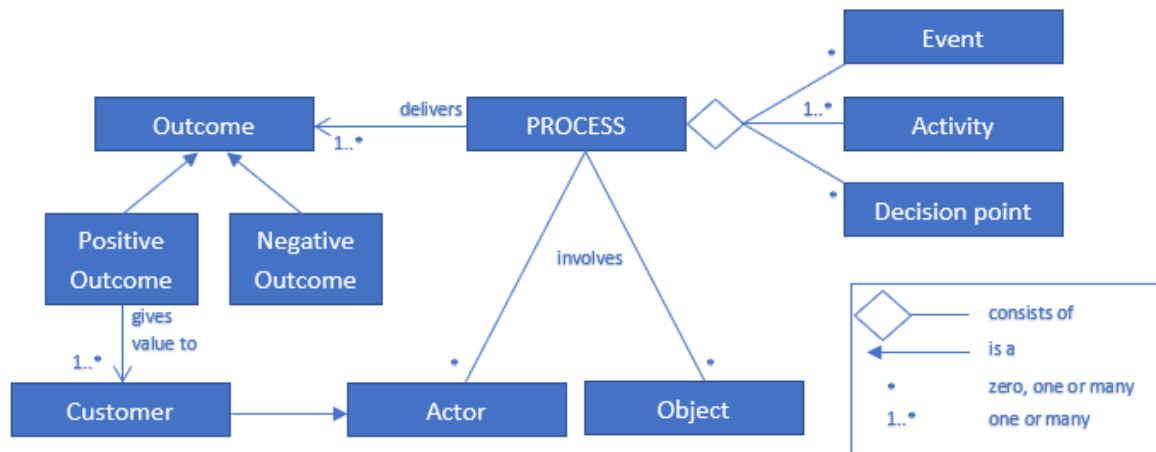 Event
*
delivers
Outcome
PROCESS
1..*
Activity
1..*
*
Decision point
Positive
Outcome
Negative
Outcome
involves
gives
value to
1..*
*
*
Customer
Actor
Object
consists of
is a
* zero, one or many
1..* one or many